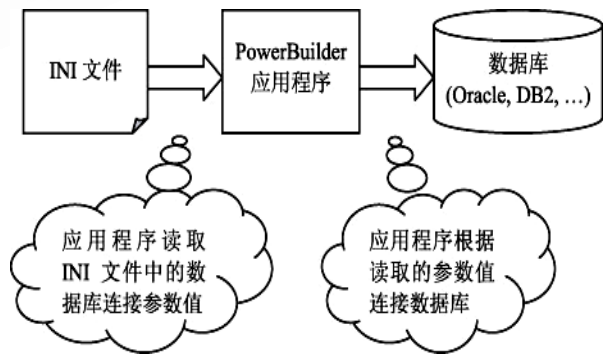 INI 文件
PowerBuilder
应用程序
数据库
(Oracle, DB2, …)
应用程序读取
INI 文件中的数
据库连接参数值
应用程序根据
读取的参数值
连接数据库